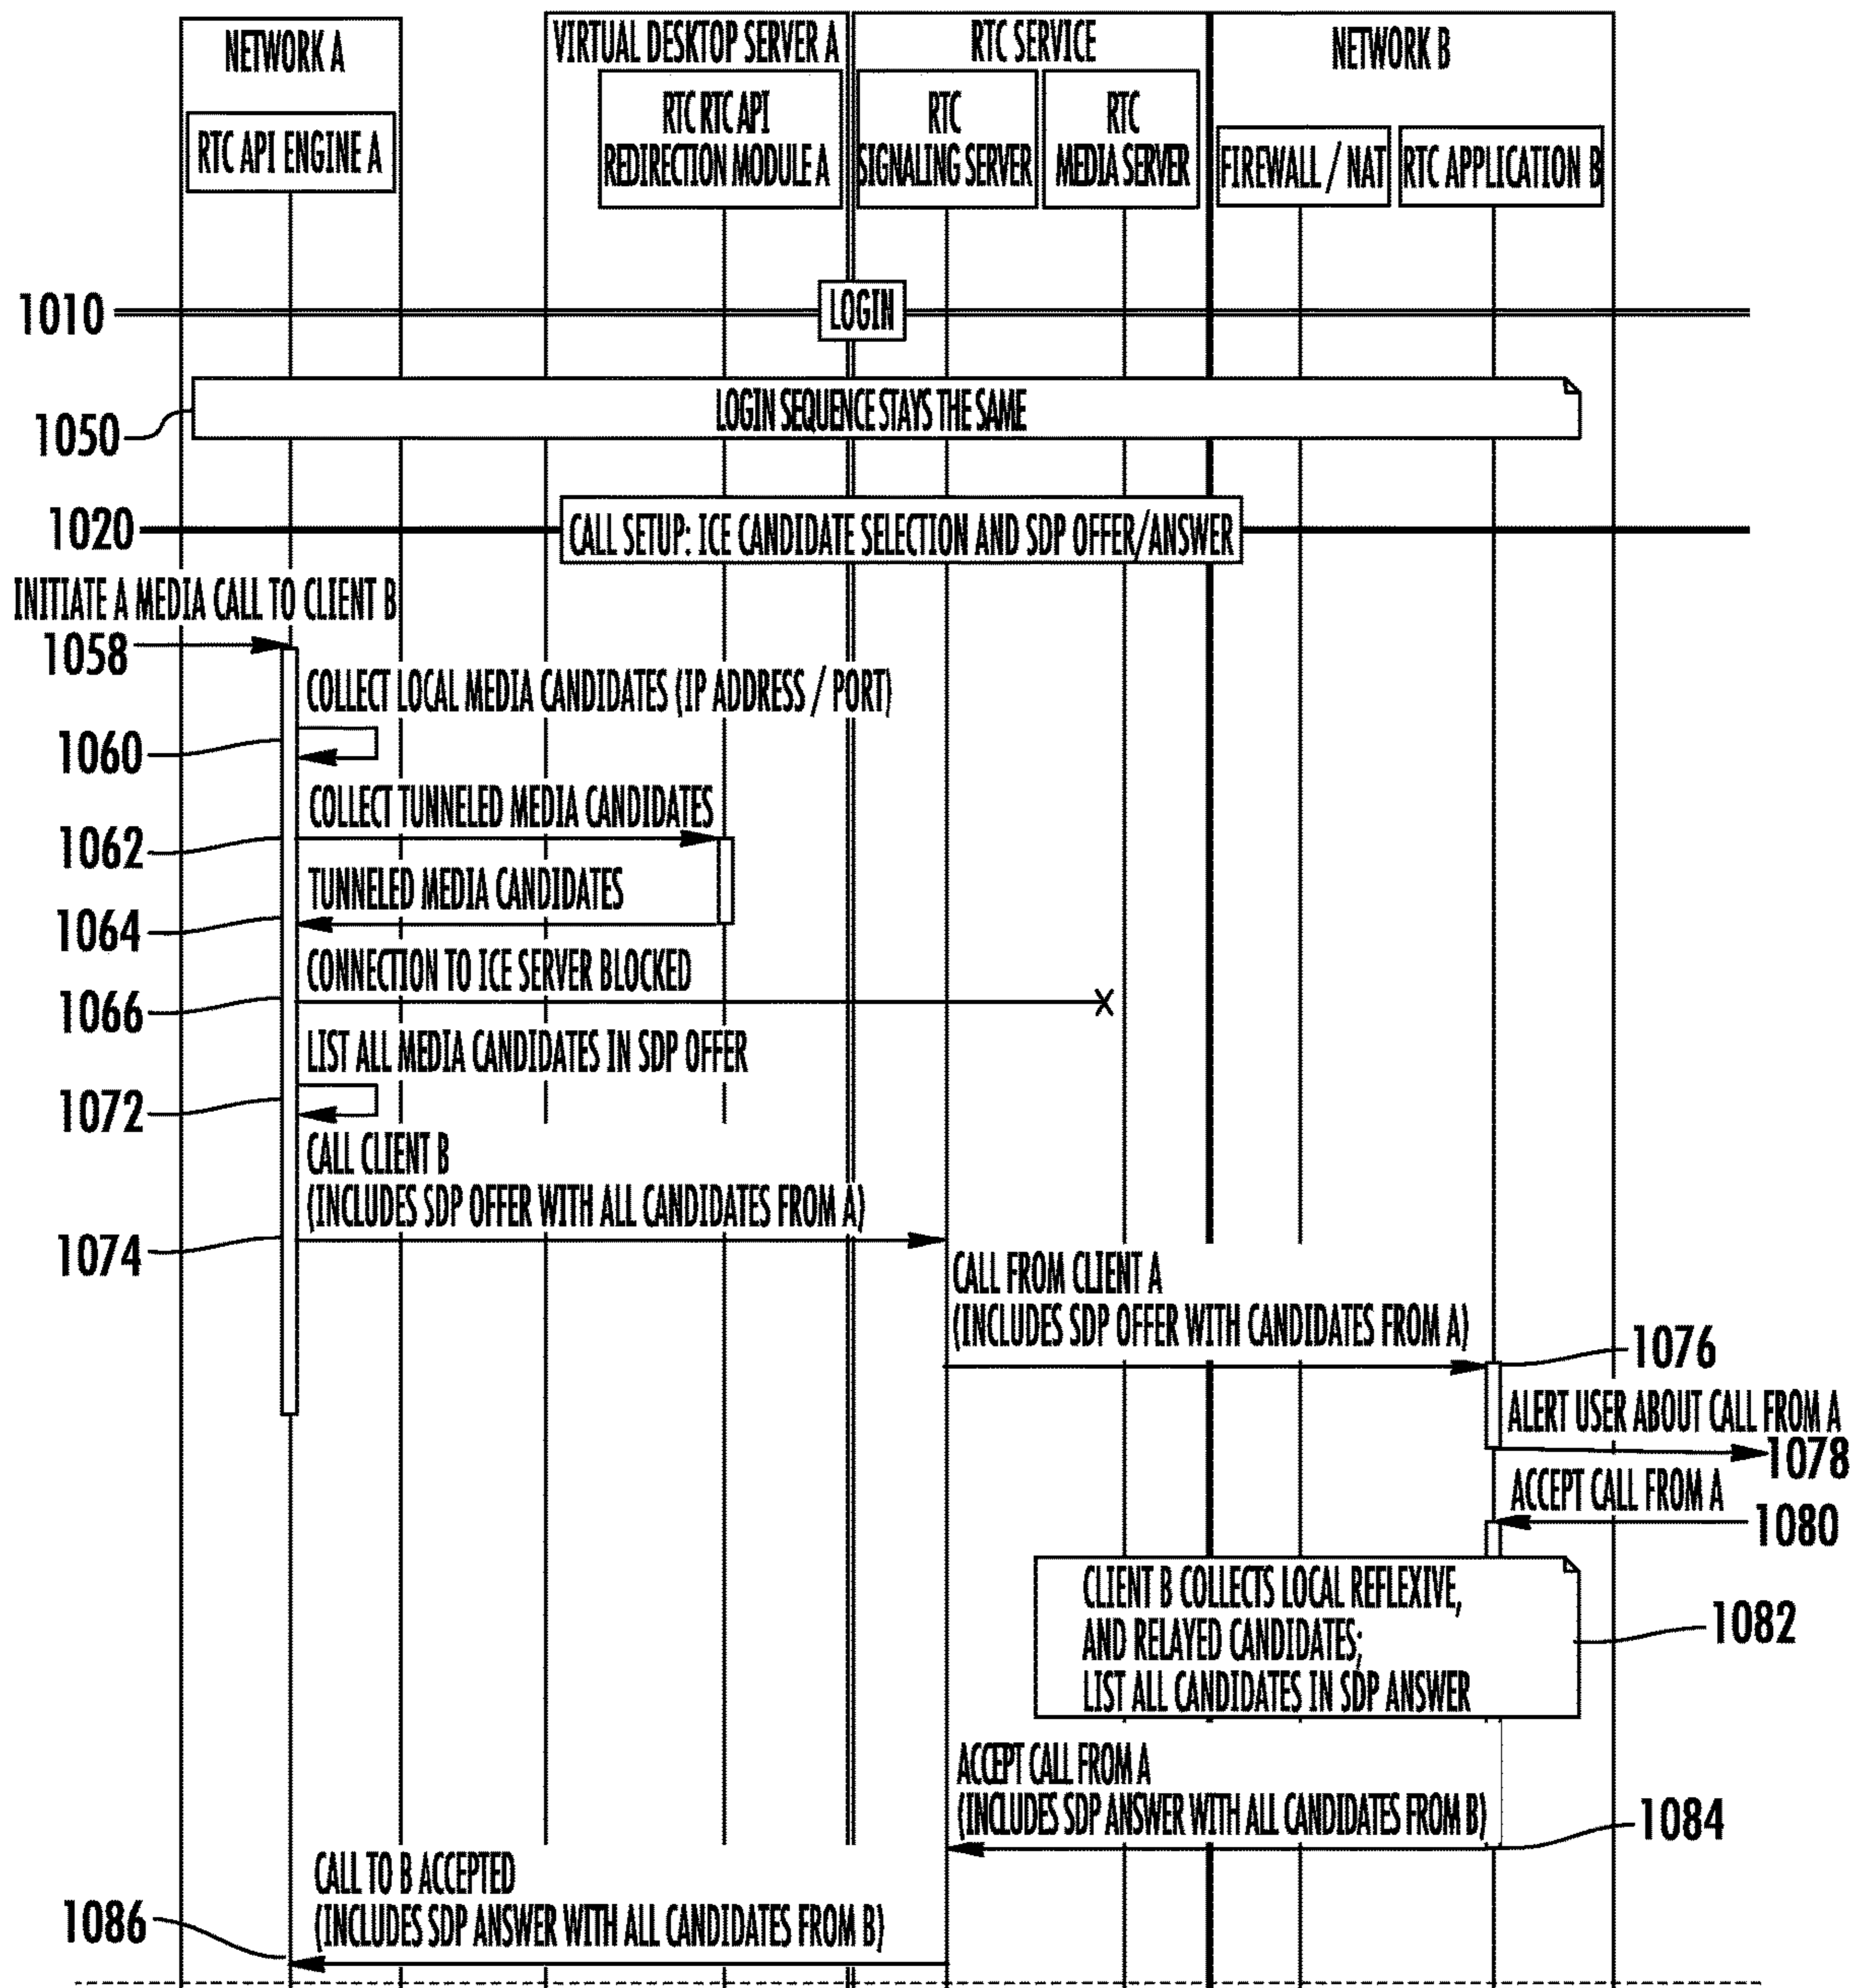 NETWORK A
VIRTUAL DESKTOP SERVER A
RTC SERVICE
NETWORK B
RTC API ENGINE A
RTC RTC API
REDIRECTION MODULE A
RTC
SIGNALING SERVER
RTC
MEDIA SERVER
FIREWALL / NAT
RTC APPLICATION B
1010
LOGIN
1050
LOGIN SEQUENCE STAYS THE SAME
1020
CALL SETUP: ICE CANDIDATE SELECTION AND SDP OFFER/ANSWER
INITIATE A MEDIA CALL TO CLIENT B
1058
COLLECT LOCAL MEDIA CANDIDATES (IP ADDRESS / PORT)
1060
COLLECT TUNNELED MEDIA CANDIDATES
1062
TUNNELED MEDIA CANDIDATES
1064
CONNECTION TO ICE SERVER BLOCKED
1066
LIST ALL MEDIA CANDIDATES IN SDP OFFER
1072
CALL CLIENT B
(INCLUDES SDP OFFER WITH ALL CANDIDATES FROM A)
1074
CALL FROM CLIENT A
(INCLUDES SDP OFFER WITH CANDIDATES FROM A)
1076
ALERT USER ABOUT CALL FROM A
1078
ACCEPT CALL FROM A
1080
CLIENT B COLLECTS LOCAL REFLEXIVE,
AND RELAYED CANDIDATES;
LIST ALL CANDIDATES IN SDP ANSWER
1082
ACCEPT CALL FROM A
(INCLUDES SDP ANSWER WITH ALL CANDIDATES FROM B)
1084
CALL TO B ACCEPTED
(INCLUDES SDP ANSWER WITH ALL CANDIDATES FROM B)
1086